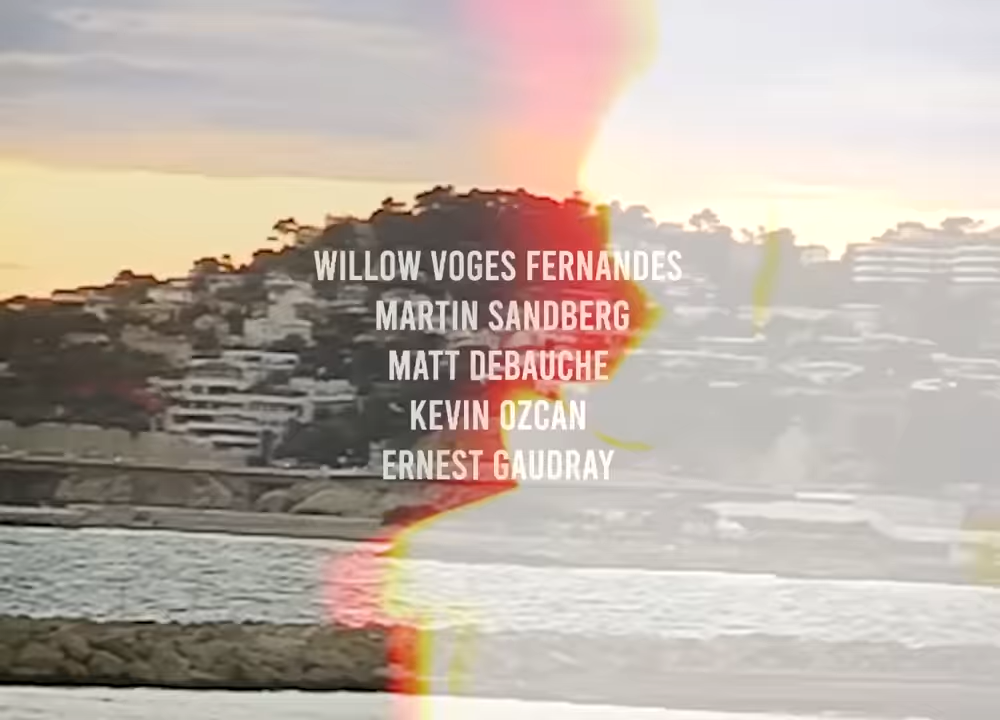 WILLOW VOGES FERNANDES
MARTIN SANDBERG
MATT DEBAUCHE
KEVIN OZCAN
ERNEST GAUDRAY